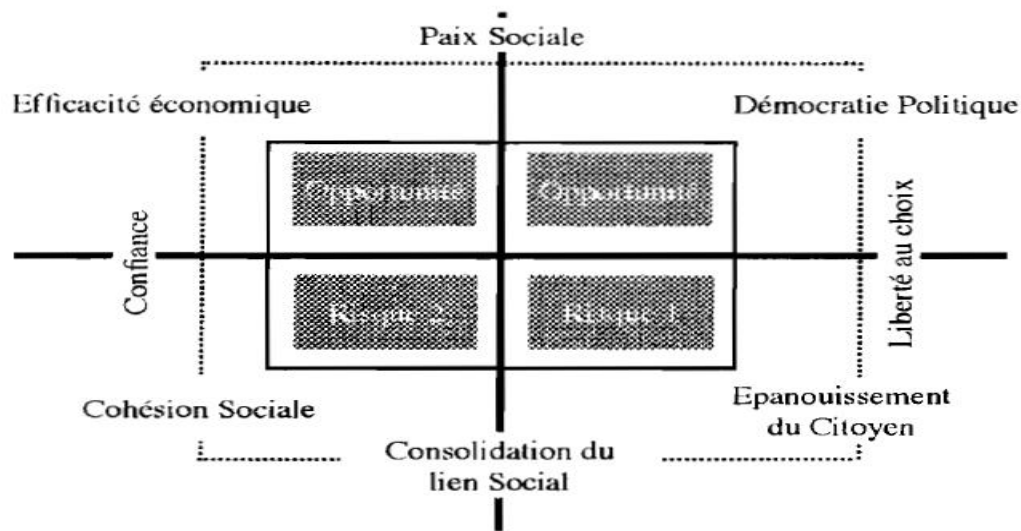 Paix Sociale
Efficacité économique
Démocratie Politique
Opportunité
Opportunité
Confiance
Liberté au choix
Risque 2
Risque 1
Cohésion Sociale
Epanouissement
du Citoyen
Consolidation du
lien Social